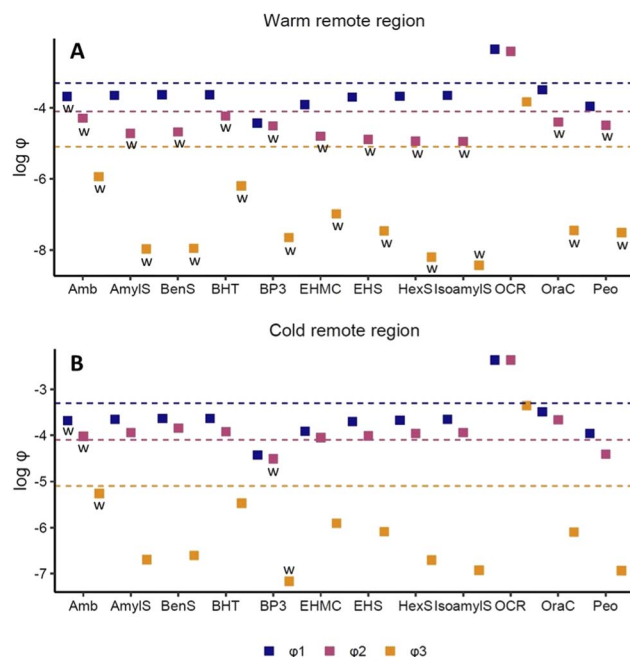 Warm remote region
A
log φ
-4
-6
-8
W W W W W W W W W W W W W W W W W W W W W W W W
Amb AmylS BenS BHT BP3 EHMC EHS HexS IsoamylS OCR OraC Peo
Cold remote region
B
log φ
-3
-4
-5
-6
-7
W W W W W
Amb AmylS BenS BHT BP3 EHMC EHS HexS IsoamylS OCR OraC Peo
φ1 φ2 φ3